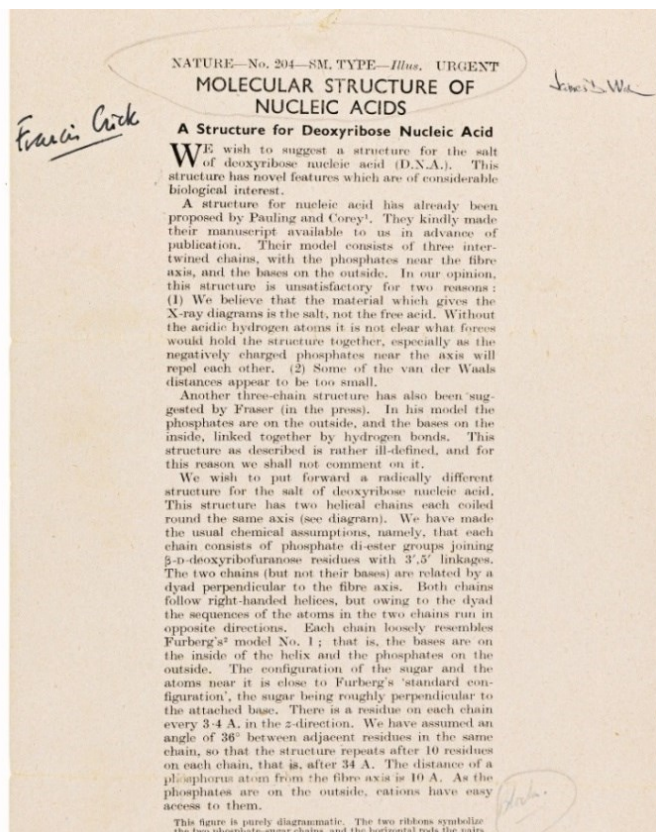 NATURE—No. 204—SM. TYPE—Illus. URGENT
MOLECULAR STRUCTURE OF
NUCLEIC ACIDS
Francis Crick
A Structure for Deoxyribose Nucleic Acid
WE wish to suggest a structure for the salt
of deoxyribose nucleic acid (D.N.A.). This
structure has novel features which are of considerable
biological interest.
A structure for nucleic acid has already been
proposed by Pauling and Corey¹. They kindly made
their manuscript available to us in advance of
publication. Their model consists of three inter-
twined chains, with the phosphates near the fibre
axis, and the bases on the outside. In our opinion,
this structure is unsatisfactory for two reasons :
(1) We believe that the material which gives the
X-ray diagrams is the salt, not the free acid. Without
the acidic hydrogen atoms it is not clear what forces
would hold the structure together, especially as the
negatively charged phosphates near the axis will
repel each other. (2) Some of the van der Waals
distances appear to be too small.
Another three-chain structure has also been sug-
gested by Fraser (in the press). In his model the
phosphates are on the outside, and the bases on the
inside, linked together by hydrogen bonds. This
structure as described is rather ill-defined, and for
this reason we shall not comment on it.
We wish to put forward a radically different
structure for the salt of deoxyribose nucleic acid.
This structure has two helical chains each coiled
round the same axis (see diagram). We have made
the usual chemical assumptions, namely, that each
chain consists of phosphate di-ester groups joining
β-D-deoxyribofuranose residues with 3′,5′ linkages.
The two chains (but not their bases) are related by a
dyad perpendicular to the fibre axis. Both chains
follow right-handed helices, but owing to the dyad
the sequences of the atoms in the two chains run in
opposite directions. Each chain loosely resembles
Furberg's² model No. 1 ; that is, the bases are on
the inside of the helix and the phosphates on the
outside. The configuration of the sugar and the
atoms near it is close to Furberg's 'standard con-
figuration', the sugar being roughly perpendicular to
the attached base. There is a residue on each chain
every 3·4 A. in the z-direction. We have assumed an
angle of 36° between adjacent residues in the same
chain, so that the structure repeats after 10 residues
on each chain, that is, after 34 A. The distance of a
phosphorus atom from the fibre axis is 10 A. As the
phosphates are on the outside, cations have easy
access to them.
This figure is purely diagrammatic. The two ribbons symbolize
the two phosphate-sugar chains, and the horizontal rods the pairs